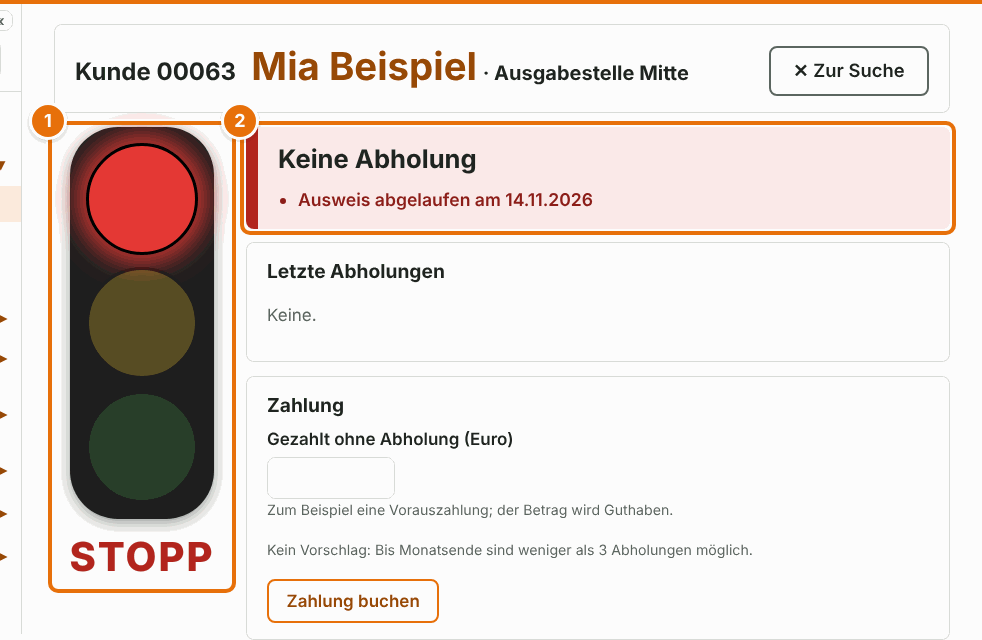 Kunde 00063 Mia Beispiel · Ausgabestelle Mitte
✕ Zur Suche
1
2
STOPP
Keine Abholung
• Ausweis abgelaufen am 14.11.2026
Letzte Abholungen
Keine.
Zahlung
Gezahlt ohne Abholung (Euro)
Zum Beispiel eine Vorauszahlung; der Betrag wird Guthaben.
Kein Vorschlag: Bis Monatsende sind weniger als 3 Abholungen möglich.
Zahlung buchen